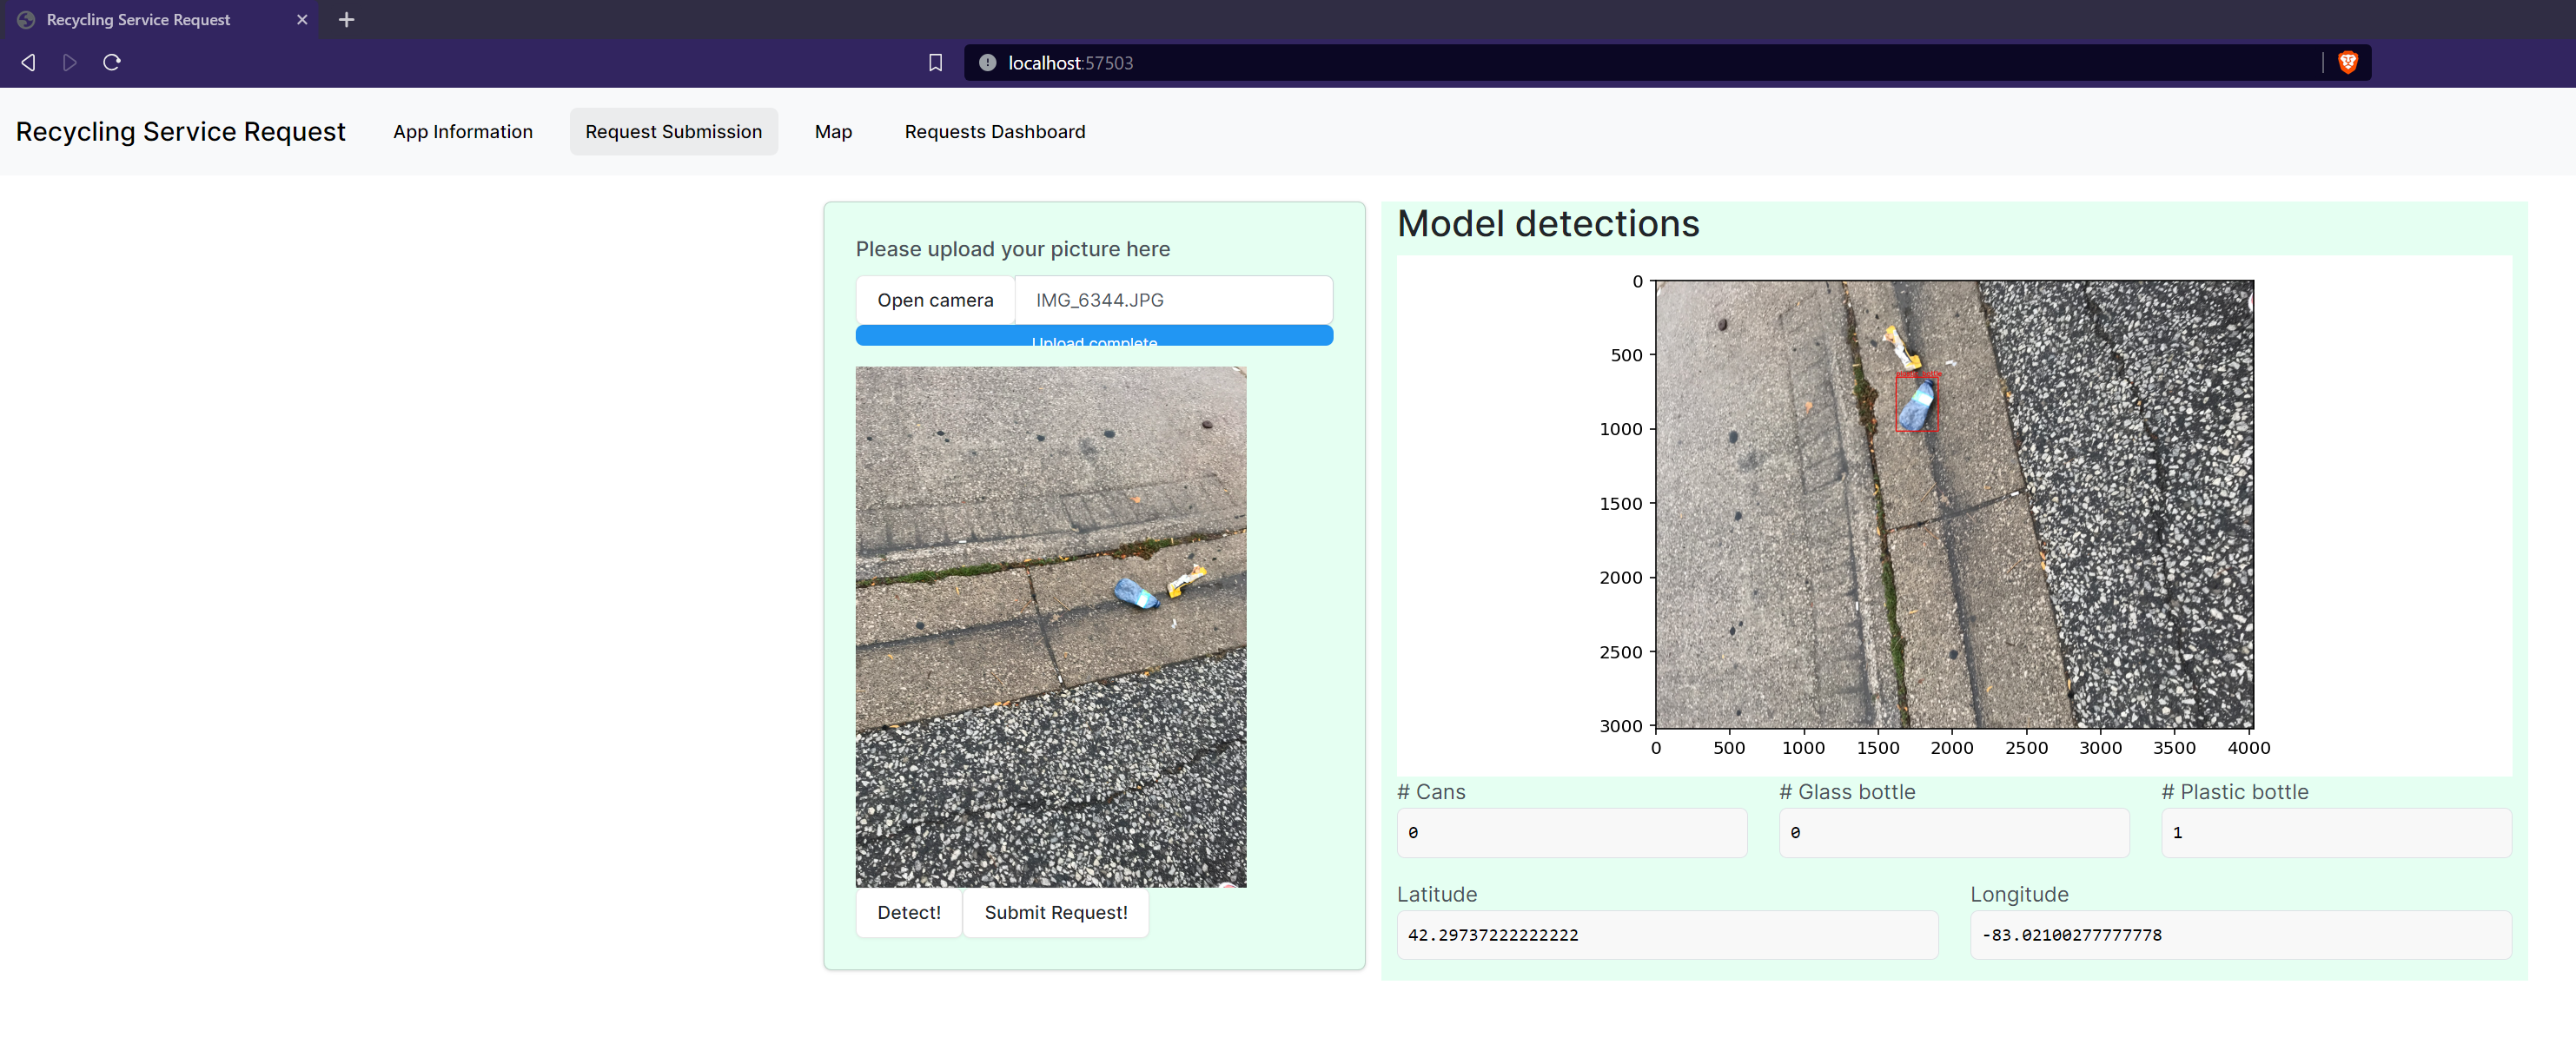 Recycling Service Request
localhost:57503
Recycling Service Request App Information Request Submission Map Requests Dashboard
Please upload your picture here
Open camera IMG_6344.JPG
Upload complete
Detect! Submit Request!
Model detections
0
500
1000
1500
2000
2500
3000
0 500 1000 1500 2000 2500 3000 3500 4000
# Cans # Glass bottle # Plastic bottle
0 0 1
Latitude Longitude
42.29737222222222 -83.02100277777778